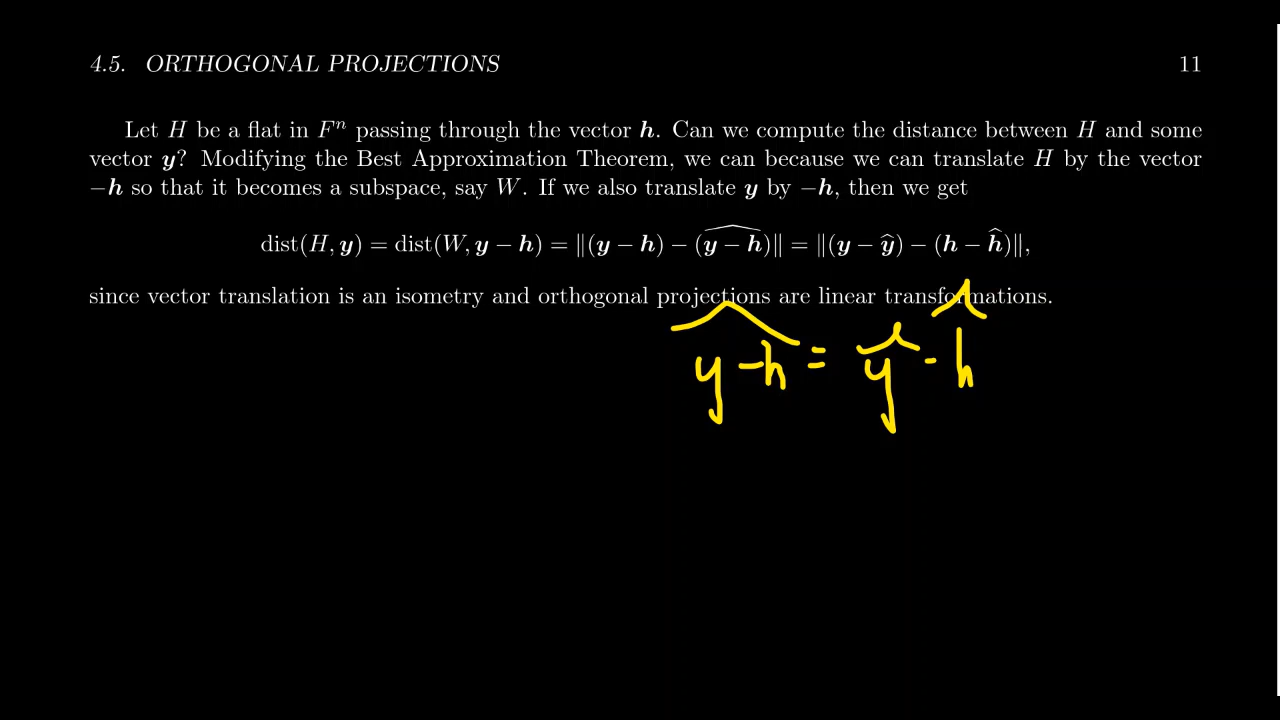 4.5. ORTHOGONAL PROJECTIONS 11
Let H be a flat in Fⁿ passing through the vector h. Can we compute the distance between H and some
vector y? Modifying the Best Approximation Theorem, we can because we can translate H by the vector
−h so that it becomes a subspace, say W. If we also translate y by −h, then we get
dist(H, y) = dist(W, y − h) = ‖(y − h) − (\widehat{y − h})‖ = ‖(y − ŷ) − (h − ĥ)‖,
since vector translation is an isometry and orthogonal projections are linear transformations.
\widehat{y − h} = ŷ − ĥ